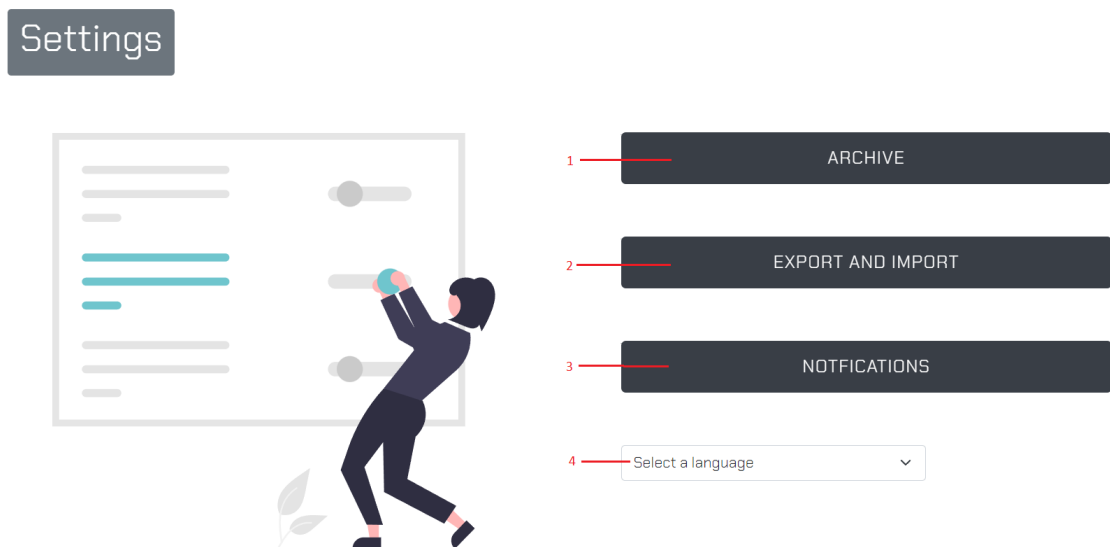 Settings
1 ARCHIVE
2 EXPORT AND IMPORT
3 NOTFICATIONS
4 Select a language